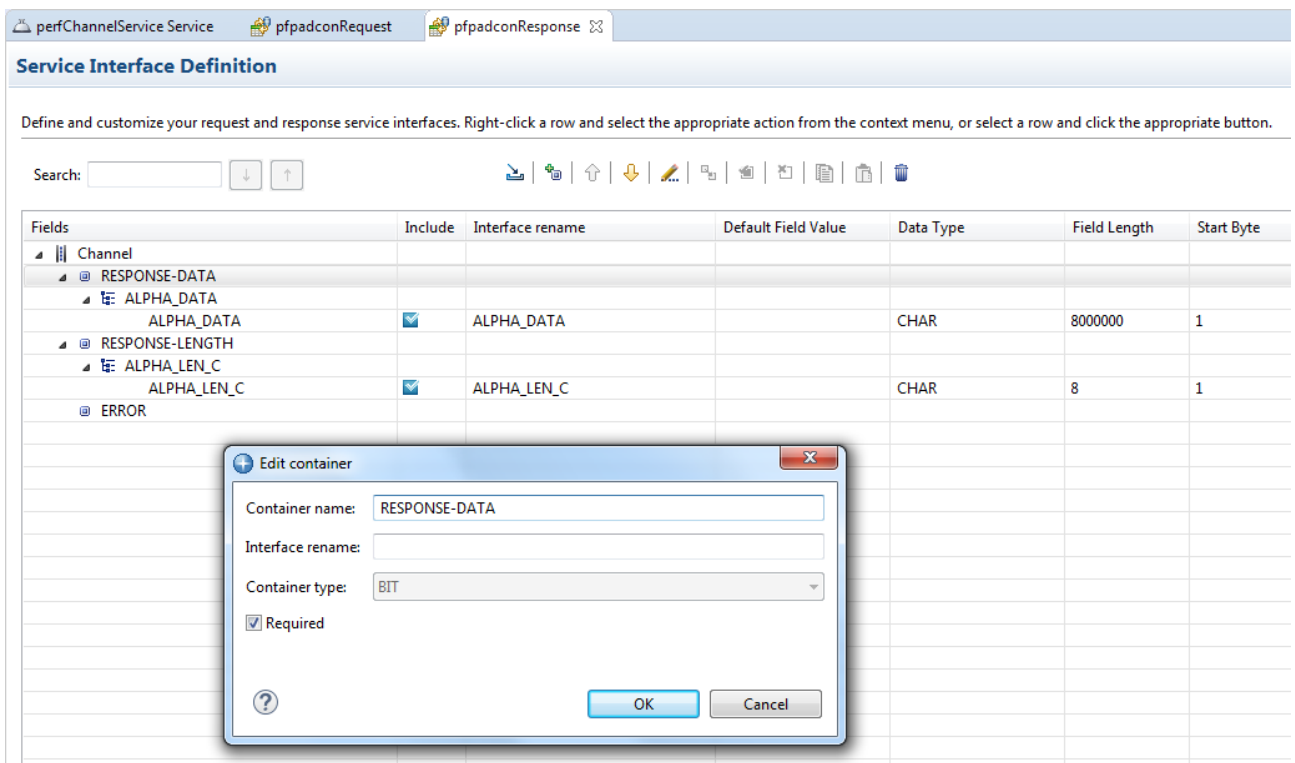 perfChannelService Service pfpadconRequest pfpadconResponse
Service Interface Definition
Define and customize your request and response service interfaces. Right-click a row and select the appropriate action from the context menu, or select a row and click the appropriate button.
Search:
Fields Include Interface rename Default Field Value Data Type Field Length Start Byte
Channel
RESPONSE-DATA
ALPHA_DATA
ALPHA_DATA ALPHA_DATA CHAR 8000000 1
RESPONSE-LENGTH
ALPHA_LEN_C
ALPHA_LEN_C ALPHA_LEN_C CHAR 8 1
ERROR
Edit container
Container name: RESPONSE-DATA
Interface rename:
Container type: BIT
Required
OK Cancel